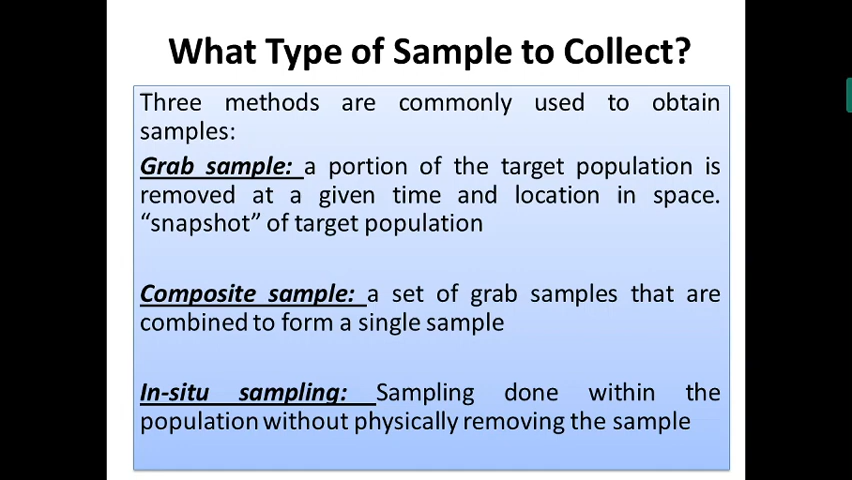 What Type of Sample to Collect?
Three methods are commonly used to obtain
samples:
Grab sample: a portion of the target population is
removed at a given time and location in space.
“snapshot” of target population
Composite sample: a set of grab samples that are
combined to form a single sample
In-situ sampling: Sampling done within the
population without physically removing the sample